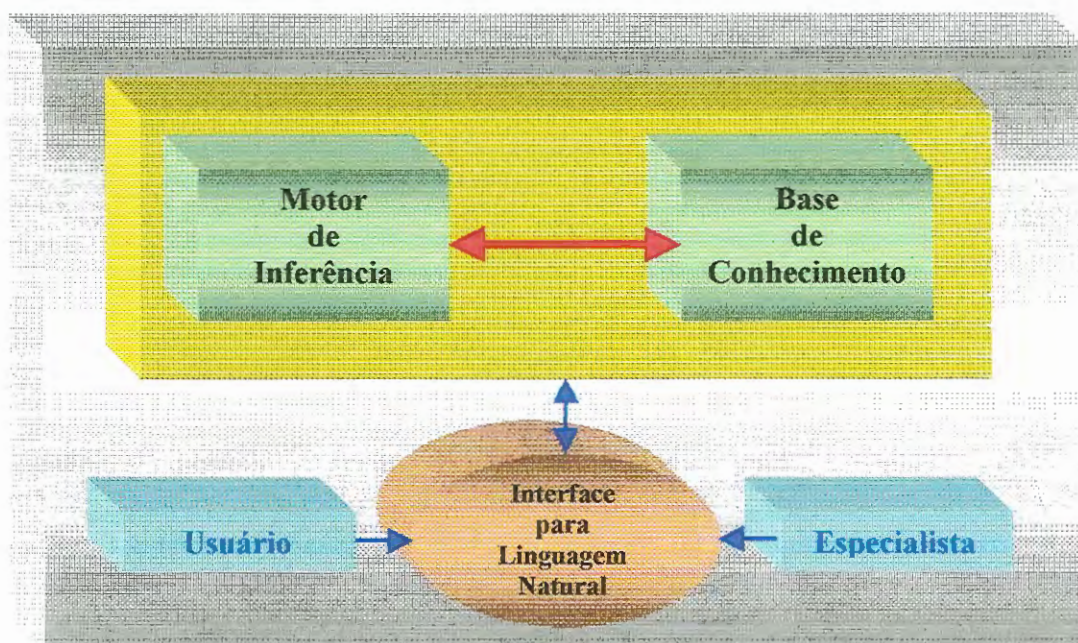 Motor
de
Inferência
Base
de
Conhecimento
Interface
para
Linguagem
Natural
Usuário
Especialista